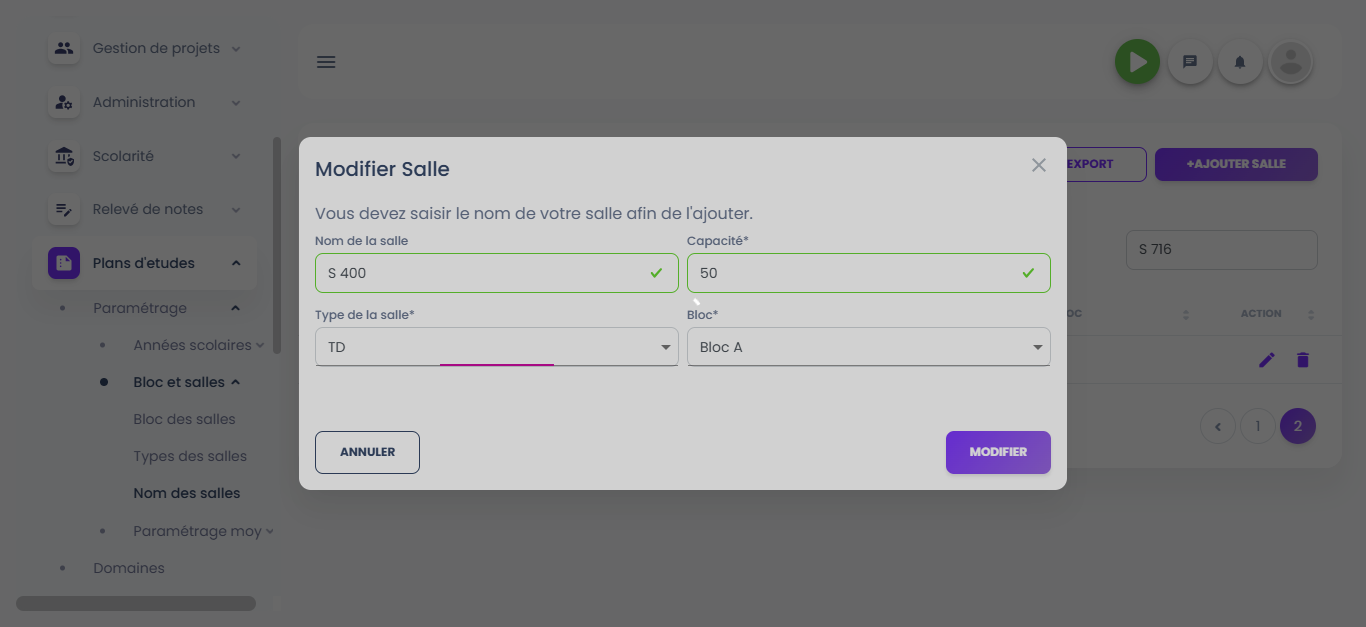 Gestion de projets
Administration
Scolarité
Relevé de notes
Plans d'etudes
Paramétrage
Années scolaires
Bloc et salles
Bloc des salles
Types des salles
Nom des salles
Paramétrage moy
Domaines
EXPORT
+AJOUTER SALLE
S 716
ACTION
1
2
Modifier Salle
Vous devez saisir le nom de votre salle afin de l'ajouter.
Nom de la salle
Capacité*
S 400
50
Type de la salle*
Bloc*
TD
Bloc A
ANNULER
MODIFIER